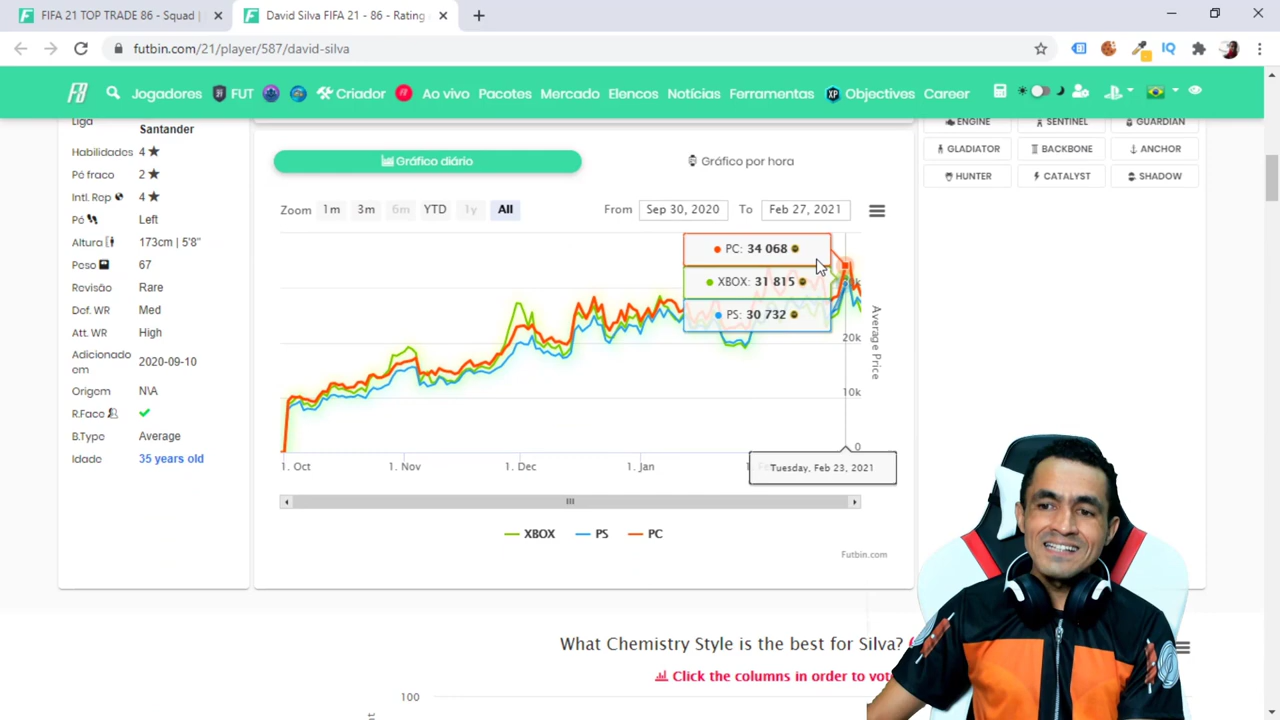 FIFA 21 TOP TRADE 86 - Squad |
David Silva FIFA 21 - 86 - Rating
futbin.com/21/player/587/david-silva
IQ
Jogadores FUT Criador Ao vivo Pacotes Mercado Elencos Notícias Ferramentas XP Objectives Career
Liga Santander
Habilidades 4
Pé fraco 2
Intl. Rep 4
Pé Left
Altura 173cm | 5'8"
Peso 67
Revisão Rare
Def. WR Med
Att. WR High
Adicionado em 2020-09-10
Origem N\A
R.Face
B.Type Average
Idade 35 years old
Gráfico diário
Gráfico por hora
Zoom 1m 3m 6m YTD 1y All
From Sep 30, 2020 To Feb 27, 2021
PC: 34 068
XBOX: 31 815
PS: 30 732
20k
10k
0
Average Price
1. Oct 1. Nov 1. Dec 1. Jan
Tuesday, Feb 23, 2021
XBOX PS PC
Futbin.com
ENGINE SENTINEL GUARDIAN
GLADIATOR BACKBONE ANCHOR
HUNTER CATALYST SHADOW
What Chemistry Style is the best for Silva?
Click the columns in order to vot
100